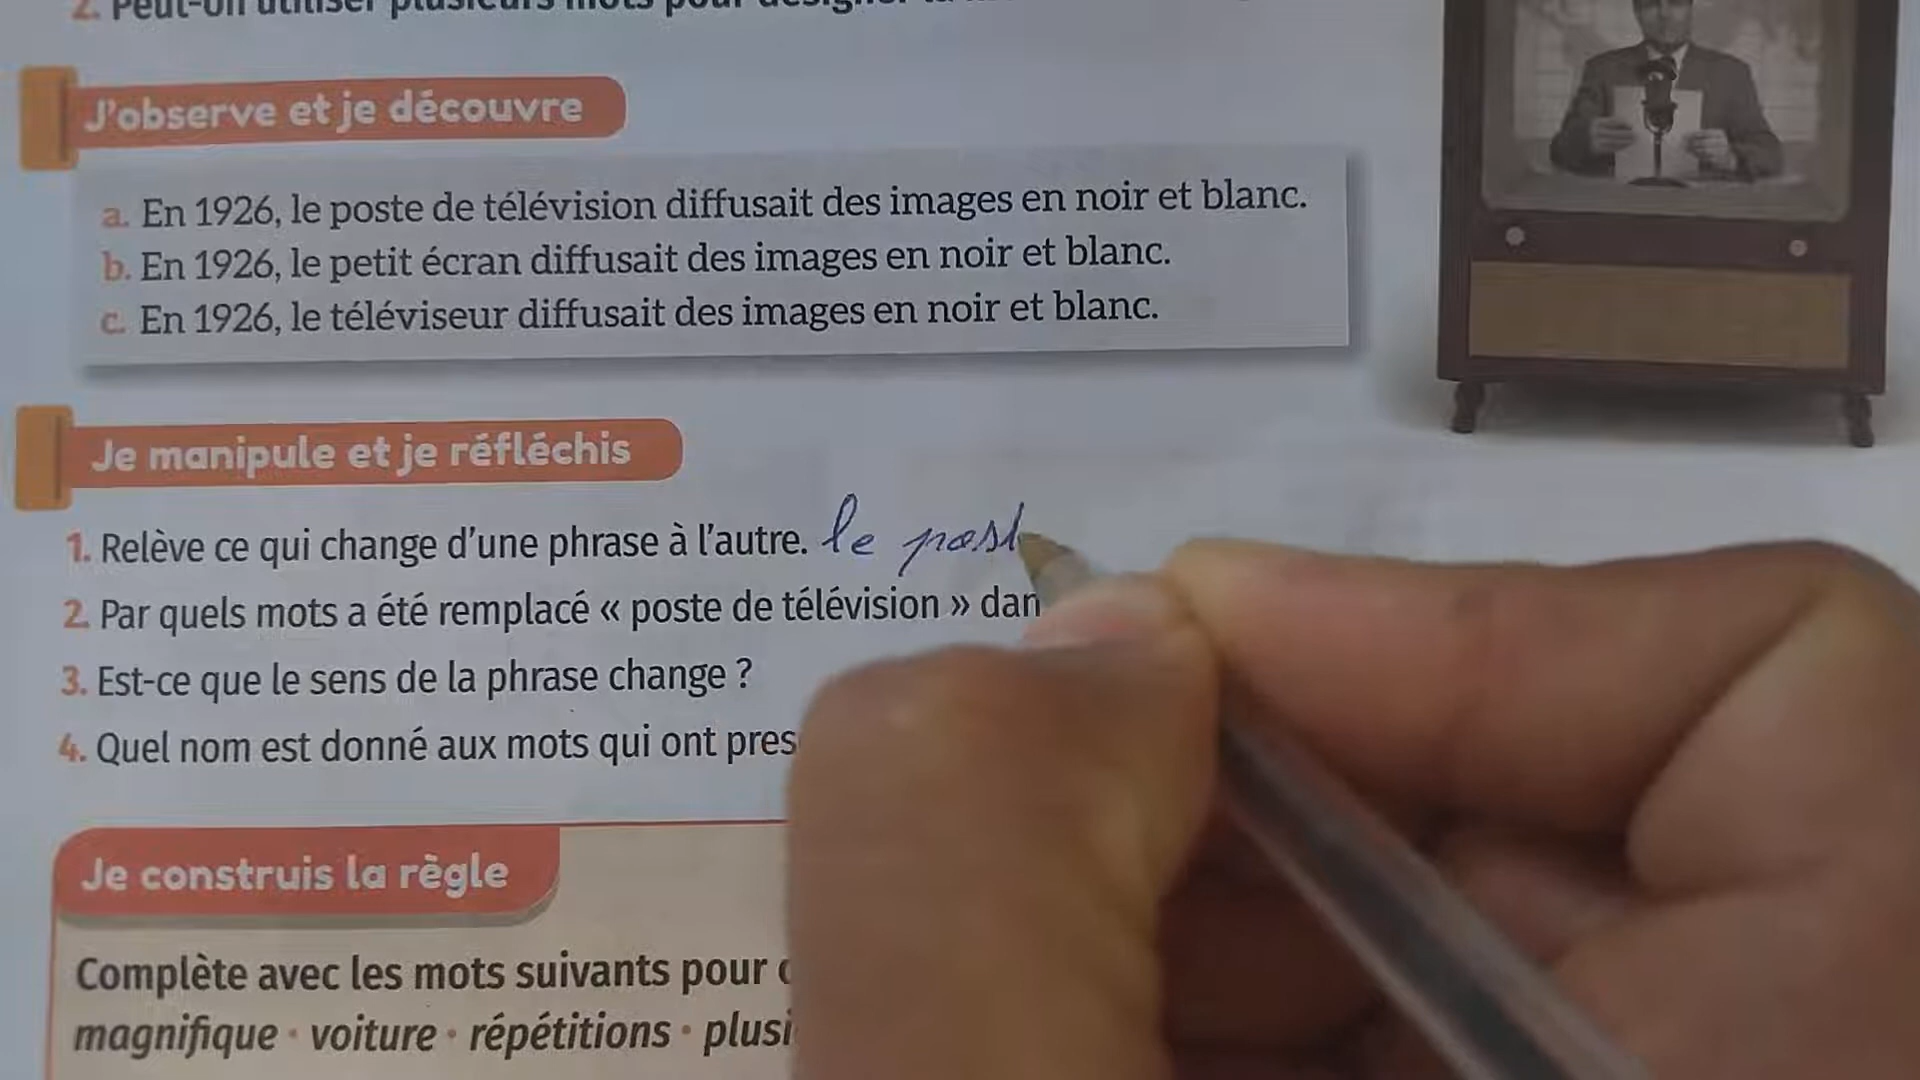 2. Peut-on utiliser plusieurs mots pour désigner la
J'observe et je découvre
a. En 1926, le poste de télévision diffusait des images en noir et blanc.
b. En 1926, le petit écran diffusait des images en noir et blanc.
c. En 1926, le téléviseur diffusait des images en noir et blanc.
Je manipule et je réfléchis
1. Relève ce qui change d'une phrase à l'autre. le post
2. Par quels mots a été remplacé « poste de télévision » dan
3. Est-ce que le sens de la phrase change ?
4. Quel nom est donné aux mots qui ont pres
Je construis la règle
Complète avec les mots suivants pour
magnifique • voiture • répétitions • plusi